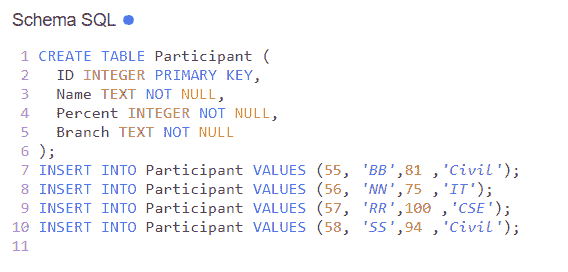 Schema SQL
1 CREATE TABLE Participant (
2   ID INTEGER PRIMARY KEY,
3   Name TEXT NOT NULL,
4   Percent INTEGER NOT NULL,
5   Branch TEXT NOT NULL
6 );
7 INSERT INTO Participant VALUES (55, 'BB',81 ,'Civil');
8 INSERT INTO Participant VALUES (56, 'NN',75 ,'IT');
9 INSERT INTO Participant VALUES (57, 'RR',100 ,'CSE');
10 INSERT INTO Participant VALUES (58, 'SS',94 ,'Civil');
11